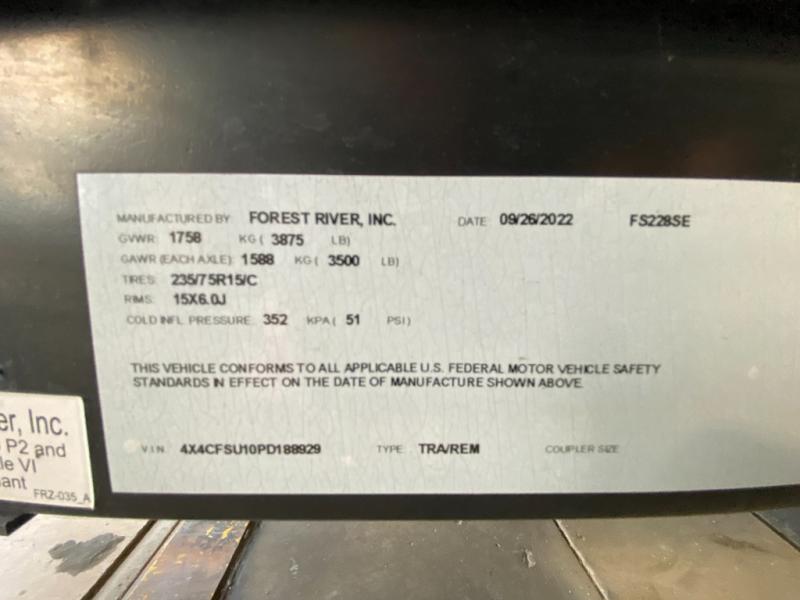 MANUFACTURED BY: FOREST RIVER, INC. DATE: 09/26/2022 FS228SE
GVWR: 1758 KG ( 3875 LB)
GAWR (EACH AXLE): 1588 KG ( 3500 LB)
TIRES: 235/75R15/C
RIMS: 15X6.0J
COLD INFL. PRESSURE: 352 KPA ( 51 PSI)
THIS VEHICLE CONFORMS TO ALL APPLICABLE U.S. FEDERAL MOTOR VEHICLE SAFETY
STANDARDS IN EFFECT ON THE DATE OF MANUFACTURE SHOWN ABOVE.
V.I.N. 4X4CFSU10PD188929 TYPE: TRA/REM COUPLER SIZE
er, Inc.
P2 and
le VI
iant
FRZ-035_A